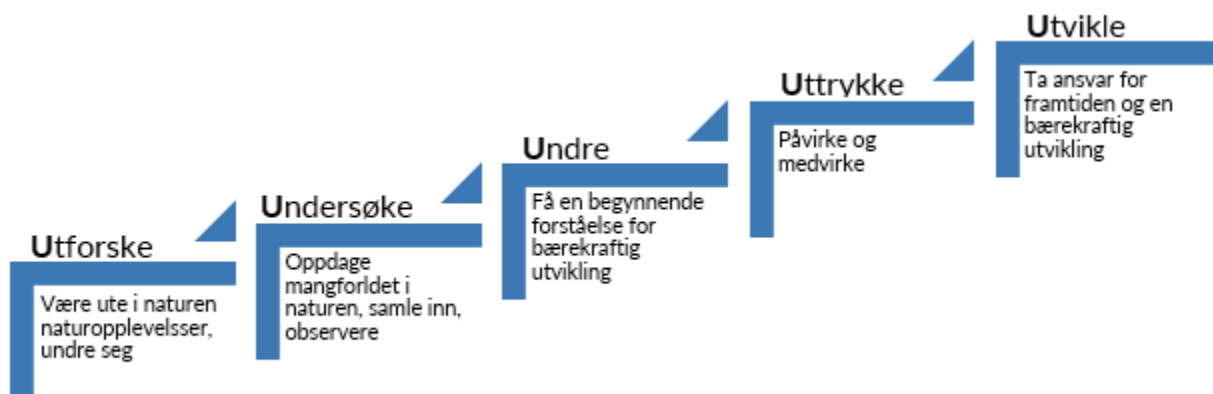 Utforske
Være ute i naturen
naturopplevelsser,
undre seg
Undersøke
Oppdage
mangforldet i
naturen, samle inn,
observere
Undre
Få en begynnende
forståelse for
bærekraftig
utvikling
Uttrykke
Påvirke og
medvirke
Utvikle
Ta ansvar for
framtiden og en
bærekraftig
utvikling